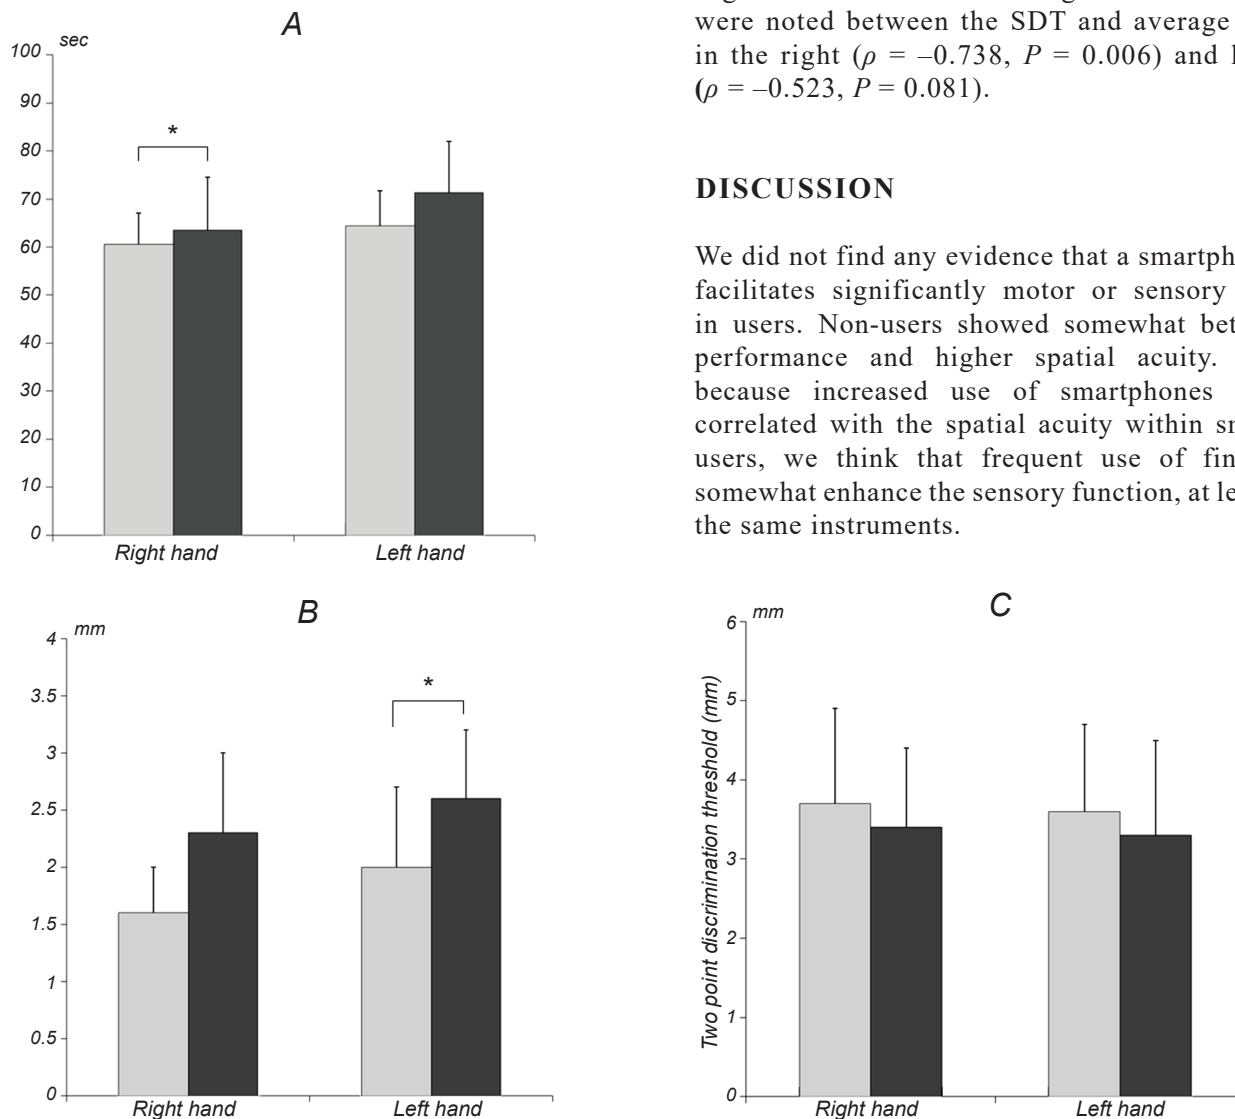 A
sec
100
90
80
70
60
50
40
30
20
10
0
*
Right hand
Left hand
were noted between the SDT and average
in the right (ρ = –0.738, P = 0.006) and
(ρ = –0.523, P = 0.081).
DISCUSSION
We did not find any evidence that a smartph
facilitates significantly motor or sensory
in users. Non-users showed somewhat bet
performance and higher spatial acuity.
because increased use of smartphones
correlated with the spatial acuity within sm
users, we think that frequent use of fin
somewhat enhance the sensory function, at le
the same instruments.
B
mm
4
3.5
3
2.5
2
1.5
1
0.5
0
*
Right hand
Left hand
C
mm
Two point discrimination threshold (mm)
6
5
4
3
2
1
0
Right hand
Left hand